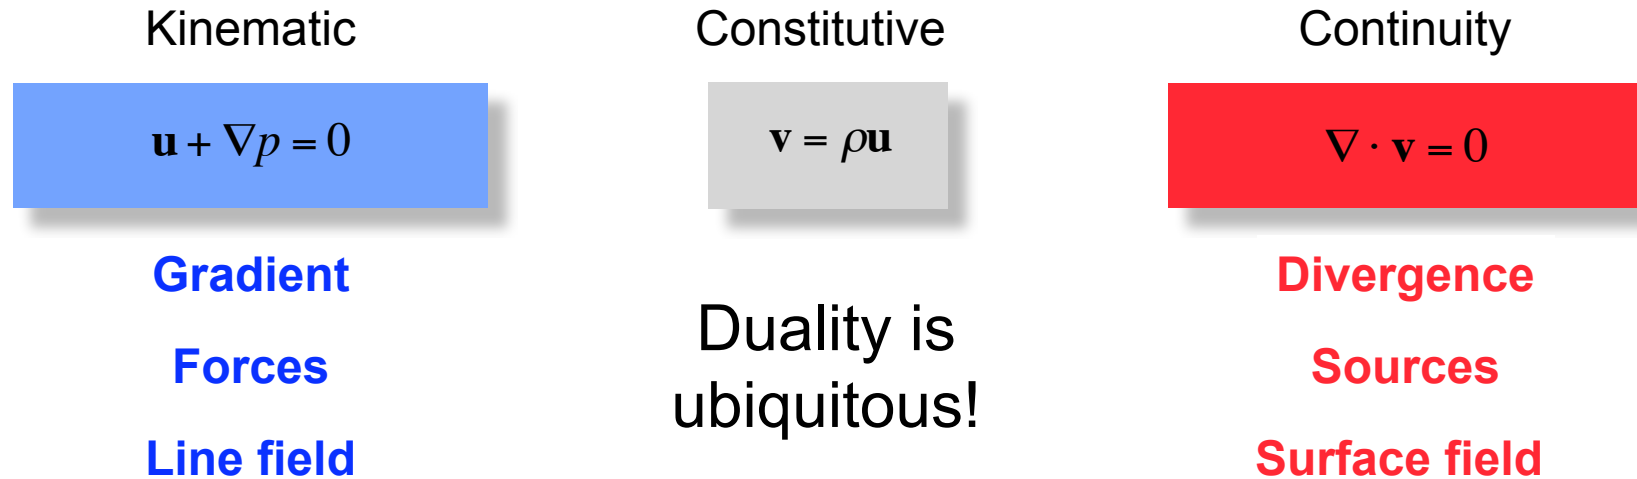 Kinematic
𝐮 + ∇p = 0
Gradient
Forces
Line field
Constitutive
𝐯 = ρ𝐮
Duality is
ubiquitous!
Continuity
∇ · 𝐯 = 0
Divergence
Sources
Surface field